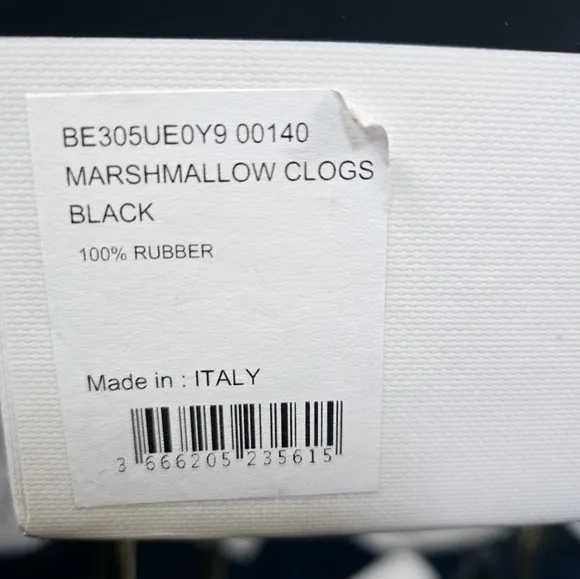 BE305UE0Y9 00140
MARSHMALLOW CLOGS
BLACK
100% RUBBER
Made in : ITALY
3 666205 235615